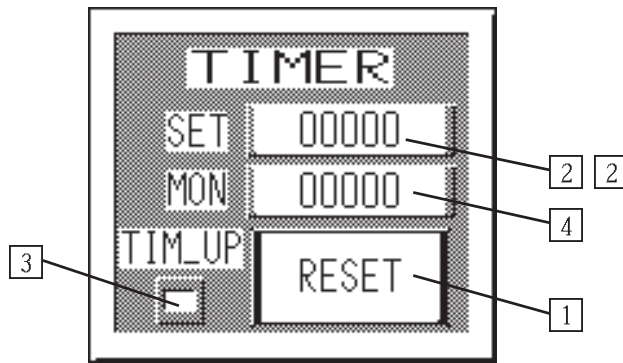 TIMER
SET 00000
2 2
MON 00000
4
TIM_UP
3
RESET
1